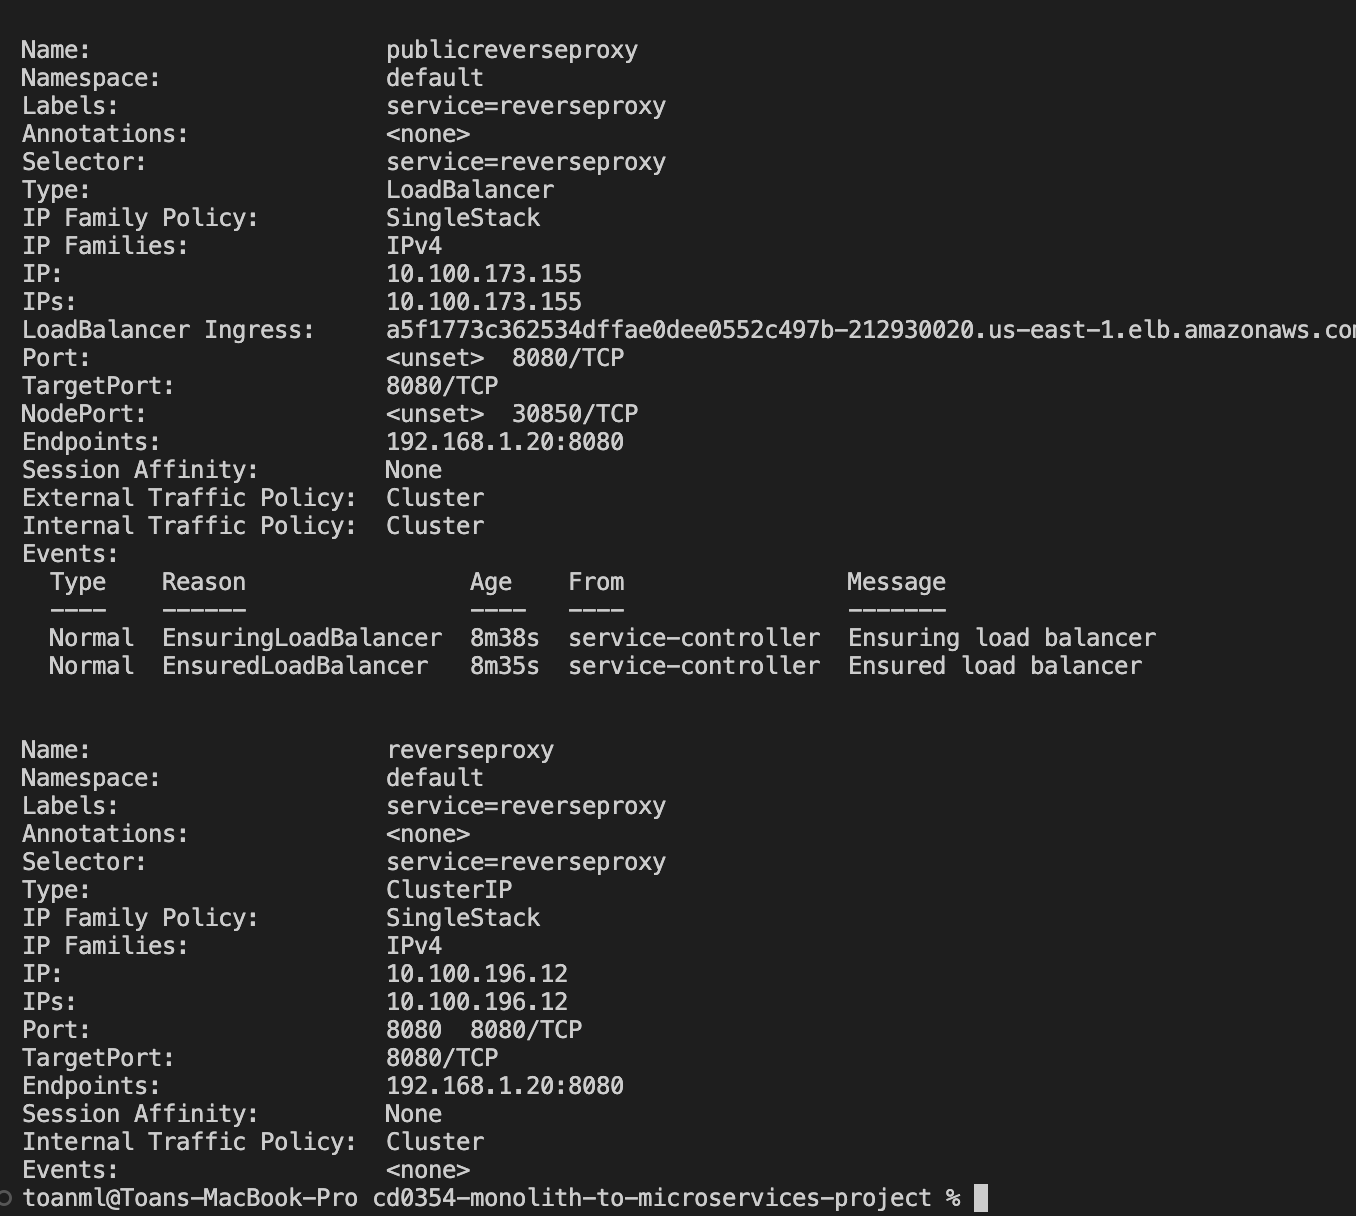 Name:                     publicreverseproxy
Namespace:                default
Labels:                   service=reverseproxy
Annotations:              <none>
Selector:                 service=reverseproxy
Type:                     LoadBalancer
IP Family Policy:         SingleStack
IP Families:              IPv4
IP:                       10.100.173.155
IPs:                      10.100.173.155
LoadBalancer Ingress:     a5f1773c362534dffae0dee0552c497b-212930020.us-east-1.elb.amazonaws.com
Port:                     <unset>  8080/TCP
TargetPort:               8080/TCP
NodePort:                 <unset>  30850/TCP
Endpoints:                192.168.1.20:8080
Session Affinity:         None
External Traffic Policy:  Cluster
Internal Traffic Policy:  Cluster
Events:
  Type    Reason                Age   From                Message
  ----    ------                ----  ----                -------
  Normal  EnsuringLoadBalancer  8m38s  service-controller  Ensuring load balancer
  Normal  EnsuredLoadBalancer   8m35s  service-controller  Ensured load balancer
Name:                     reverseproxy
Namespace:                default
Labels:                   service=reverseproxy
Annotations:              <none>
Selector:                 service=reverseproxy
Type:                     ClusterIP
IP Family Policy:         SingleStack
IP Families:              IPv4
IP:                       10.100.196.12
IPs:                      10.100.196.12
Port:                     8080  8080/TCP
TargetPort:               8080/TCP
Endpoints:                192.168.1.20:8080
Session Affinity:         None
Internal Traffic Policy:  Cluster
Events:                   <none>
toanml@Toans-MacBook-Pro cd0354-monolith-to-microservices-project %